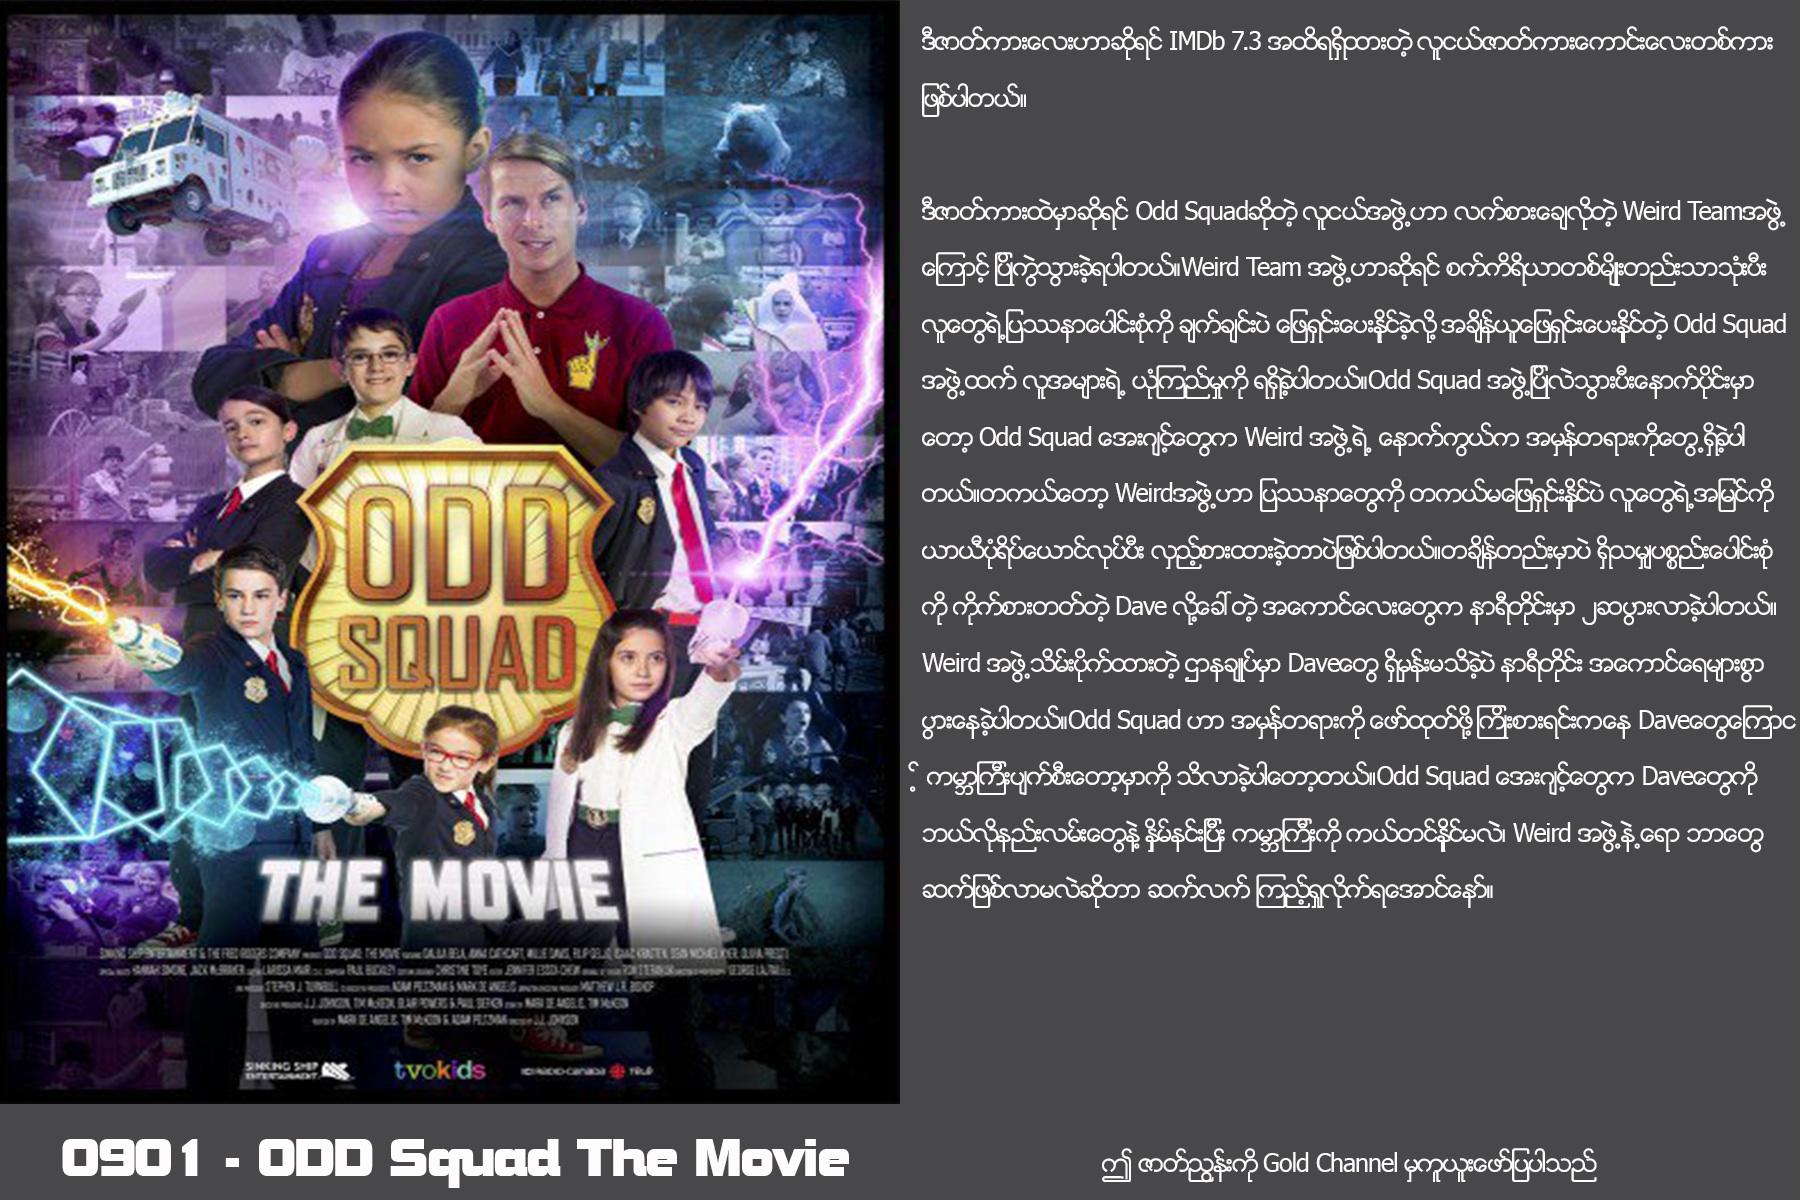 ဒီဇာတ်ကားလေးဟာဆိုရင် IMDb 7.3 အထိရရှိထားတဲ့ လူငယ်ဇာတ်ကားကောင်းလေးတစ်ကား
ဖြစ်ပါတယ်။
ဒီဇာတ်ကားထဲမှာဆိုရင် Odd Squadဆိုတဲ့ လူငယ်အဖွဲ့ဟာ လက်စားချေလိုတဲ့ Weird Teamအဖွဲ့
ကြောင့် ပြိုကွဲသွားခဲ့ရပါတယ်။Weird Team အဖွဲ့ဟာဆိုရင် စက်ကိရိယာတစ်မျိုးတည်းသာသုံးပီး
လူတွေရဲ့ပြဿနာပေါင်းစုံကို ချက်ချင်းပဲ ဖြေရှင်းပေးနိူင်ခဲ့လို့ အချိန်ယူဖြေရှင်းပေးနိူင်တဲ့ Odd Squad
အဖွဲ့ထက် လူအများရဲ့ ယုံကြည်မှုကို ရရှိခဲ့ပါတယ်။Odd Squad အဖွဲ့ပြိုလဲသွားပီးနောက်ပိုင်းမှာ
တော့ Odd Squad အေးဂျင့်တွေက Weird အဖွဲ့ရဲ့ နောက်ကွယ်က အမှန်တရားကိုတွေ့ရှိခဲ့ပါ
တယ်။တကယ်တော့ Weirdအဖွဲ့ဟာ ပြဿနာတွေကို တကယ်မဖြေရှင်းနိူင်ပဲ လူတွေရဲ့အမြင်ကို
ယာယီပုံရိပ်ယောင်လုပ်ပီး လှည့်စားထားခဲ့တာပဲဖြစ်ပါတယ်။တချိန်တည်းမှာပဲ ရှိသမျှပစ္စည်းပေါင်းစုံ
ကို ကိုက်စားတတ်တဲ့ Dave လို့ခေါ်တဲ့ အကောင်လေးတွေက နာရီတိုင်းမှာ ၂ဆပွားလာခဲ့ပါတယ်။
Weird အဖွဲ့သိမ်းပိုက်ထားတဲ့ ဌာနချုပ်မှာ Daveတွေ ရှိမှန်းမသိခဲ့ပဲ နာရီတိုင်း အကောင်ရေများစွာ
ပွားနေခဲ့ပါတယ်။Odd Squad ဟာ အမှန်တရားကို ဖော်ထုတ်ဖို့ကြိုးစားရင်းကနေ Daveတွေကြောင
့် ကမ္ဘာကြီးပျက်စီးတော့မှာကို သိလာခဲ့ပါတော့တယ်။Odd Squad အေးဂျင့်တွေက Daveတွေကို
ဘယ်လိုနည်းလမ်းတွေနဲ့ နှိမ်နင်းပြီး ကမ္ဘာကြီးကို ကယ်တင်နိူင်မလဲ၊ Weird အဖွဲ့နဲ့ရော ဘာတွေ
ဆက်ဖြစ်လာမလဲဆိုတာ ဆက်လက် ကြည့်ရှုလိုက်ရအောင်နော်။
ODD
SQUAD
THE MOVIE
SINKING SHIP
ENTERTAINMENT
tvokids
RADIO-CANADA TÉLÉ
0901 - ODD Squad The Movie
ဤ ဇာတ်ညွှန်းကို Gold Channel မှကူယူးဖော်ပြပါသည်